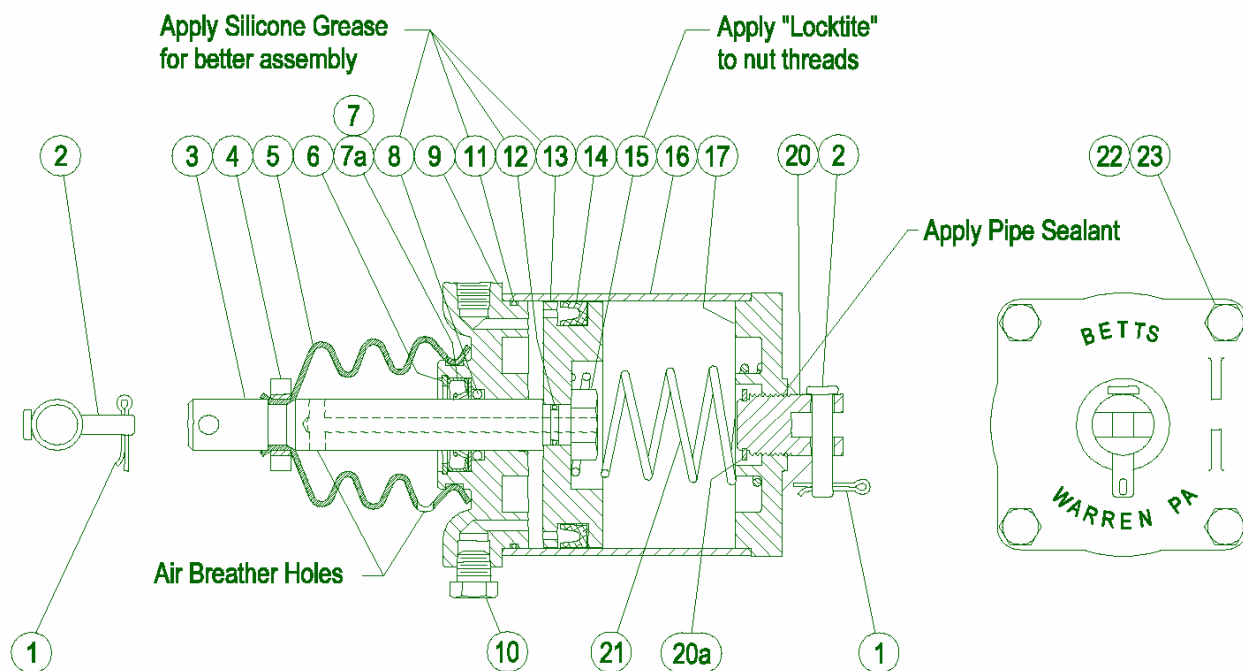 Apply Silicone Grease
for better assembly
Apply "Locktite"
to nut threads
7
2
3
4
5
6
7a
8
9
11
12
13
14
15
16
17
20
2
22
23
Apply Pipe Sealant
BETTS
WARREN PA
Air Breather Holes
1
10
21
20a
1